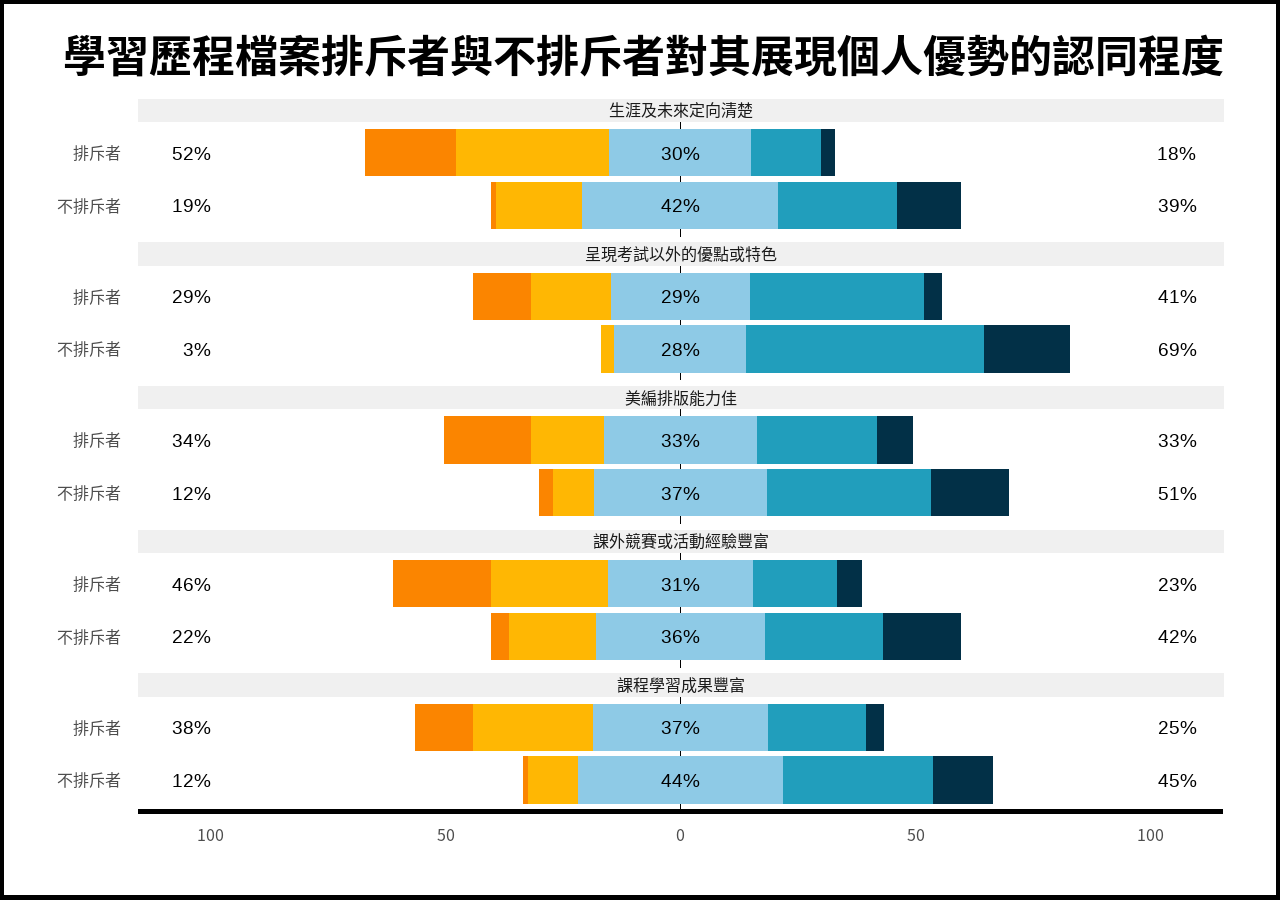 學習歷程檔案排斥者與不排斥者對其展現個人優勢的認同程度
生涯及未來定向清楚
排斥者 52% 30% 18%
不排斥者 19% 42% 39%
呈現考試以外的優點或特色
排斥者 29% 29% 41%
不排斥者 3% 28% 69%
美編排版能力佳
排斥者 34% 33% 33%
不排斥者 12% 37% 51%
課外競賽或活動經驗豐富
排斥者 46% 31% 23%
不排斥者 22% 36% 42%
課程學習成果豐富
排斥者 38% 37% 25%
不排斥者 12% 44% 45%
100 50 0 50 100